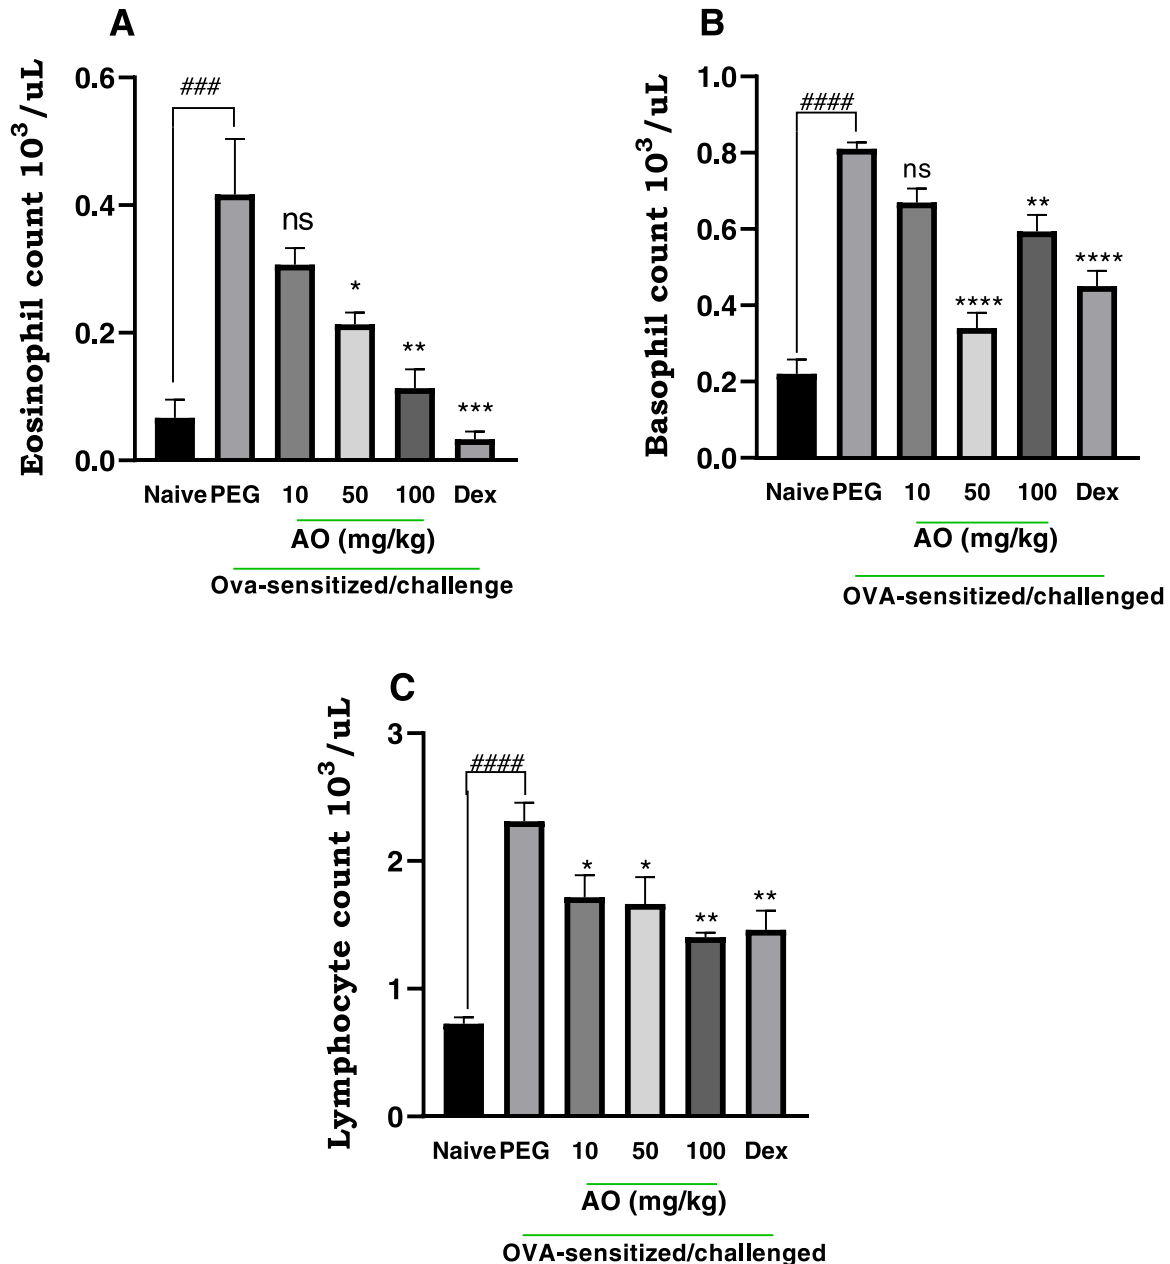 A
Eosinophil count 10³/uL
0.6
0.4
0.2
0.0
###
ns
*
**
***
Naive PEG 10 50 100 Dex
AO (mg/kg)
Ova-sensitized/challenge
B
Basophil count 10³/uL
1.0
0.8
0.6
0.4
0.2
0.0
####
ns
****
**
****
Naive PEG 10 50 100 Dex
AO (mg/kg)
OVA-sensitized/challenged
C
Lymphocyte count 10³/uL
3
2
1
0
####
*
*
**
**
Naive PEG 10 50 100 Dex
AO (mg/kg)
OVA-sensitized/challenged